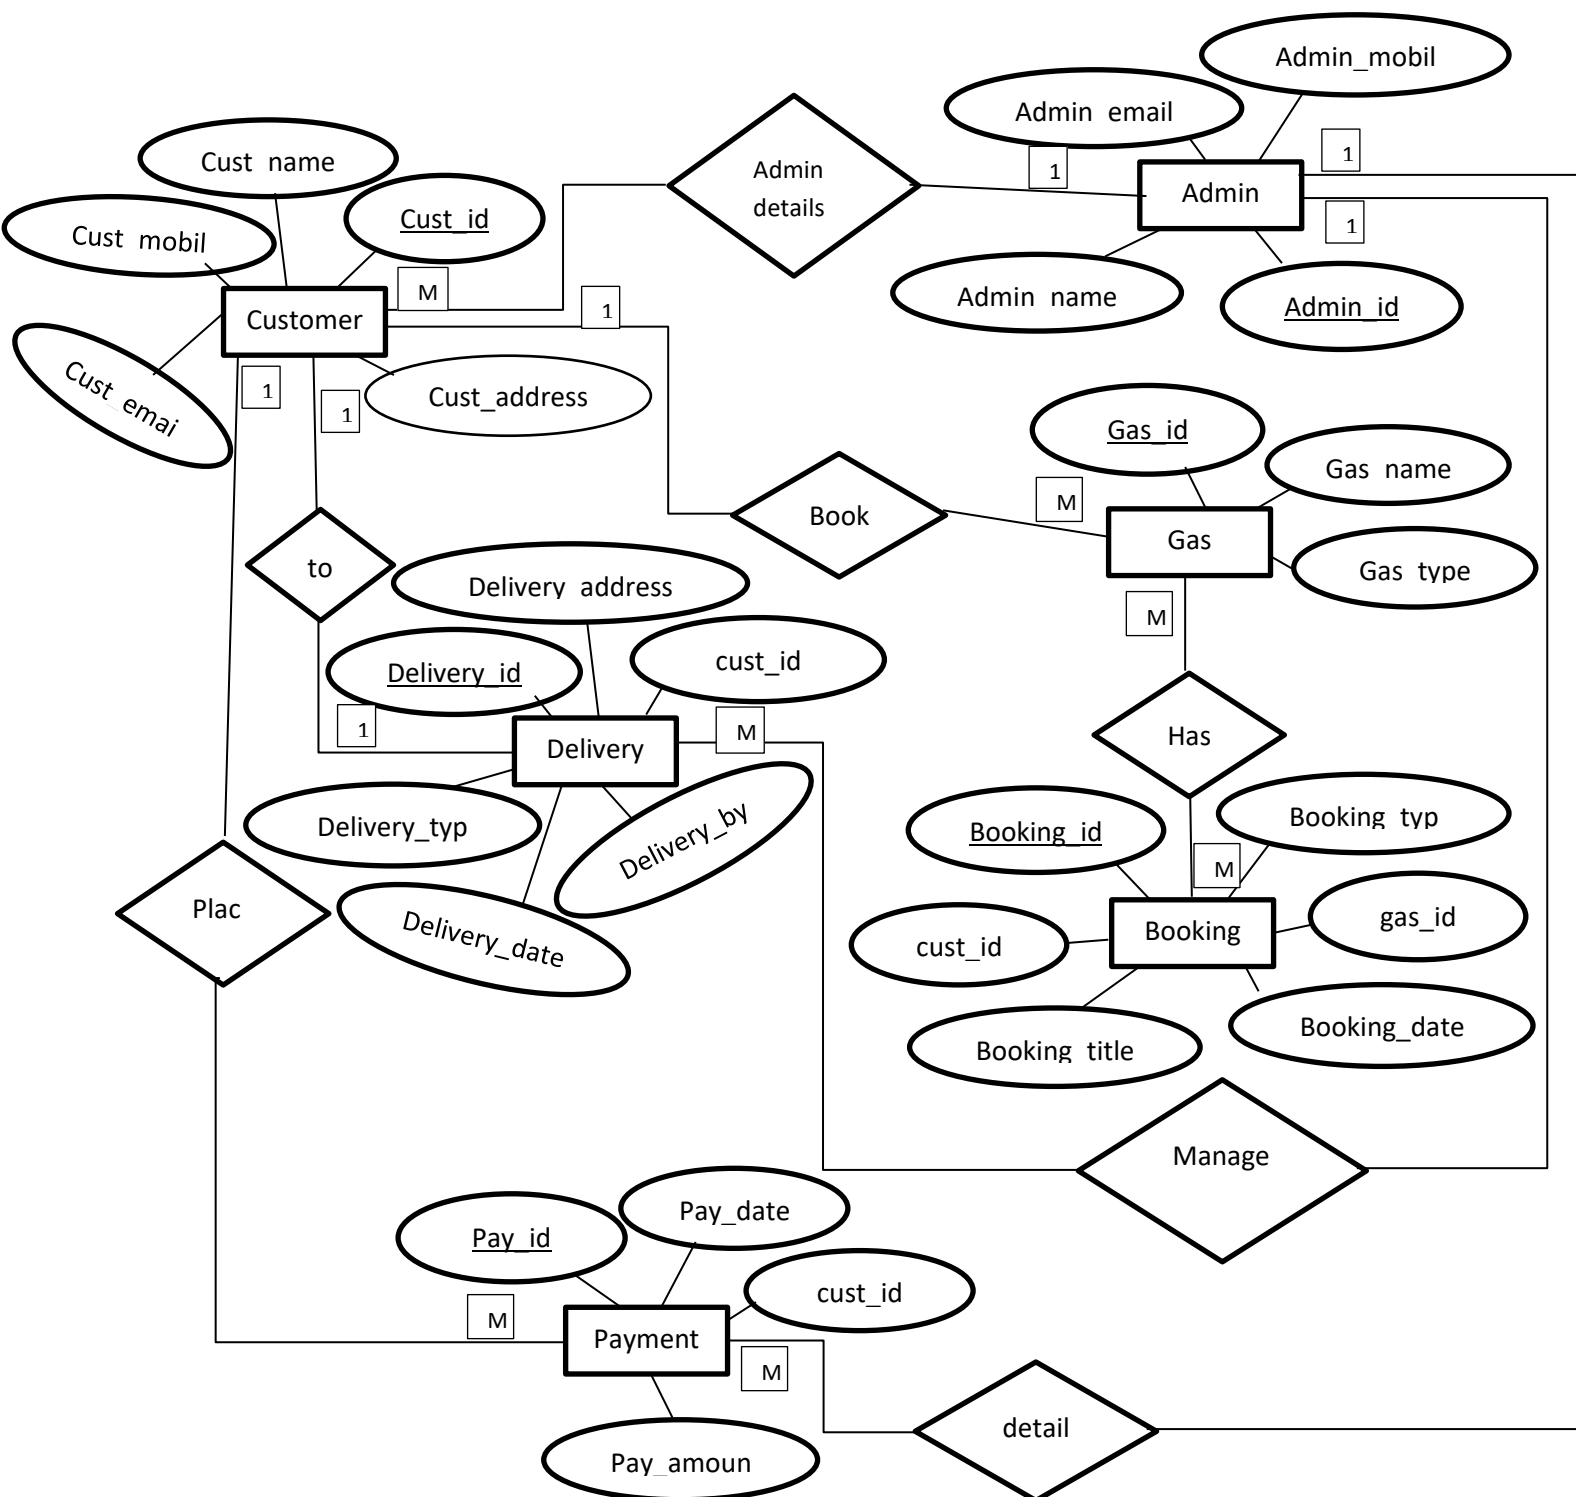 Admin_mobil
Admin email
1
1
Cust name
Admin
details
Admin
Cust_id
Cust mobil
1
M
Admin name
Admin_id
1
Customer
Cust_emai
1
1
Cust_address
Gas_id
Gas name
M
Book
Gas
Gas type
to
Delivery address
M
Delivery_id
cust_id
1
M
Has
Delivery
Delivery_typ
Delivery_by
Booking_id
Booking typ
M
Plac
Delivery_date
cust_id
Booking
gas_id
Booking title
Booking_date
Manage
Pay_id
Pay_date
cust_id
M
Payment
M
detail
Pay_amoun